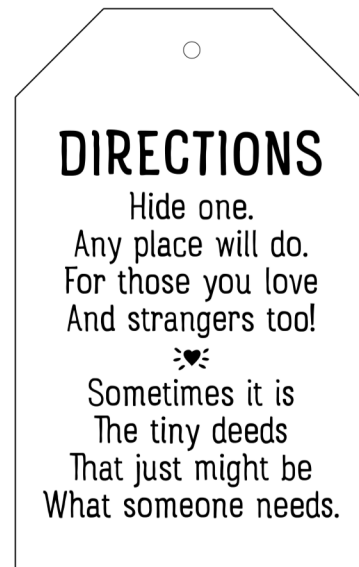 DIRECTIONS
Hide one.
Any place will do.
For those you love
And strangers too!
Sometimes it is
The tiny deeds
That just might be
What someone needs.